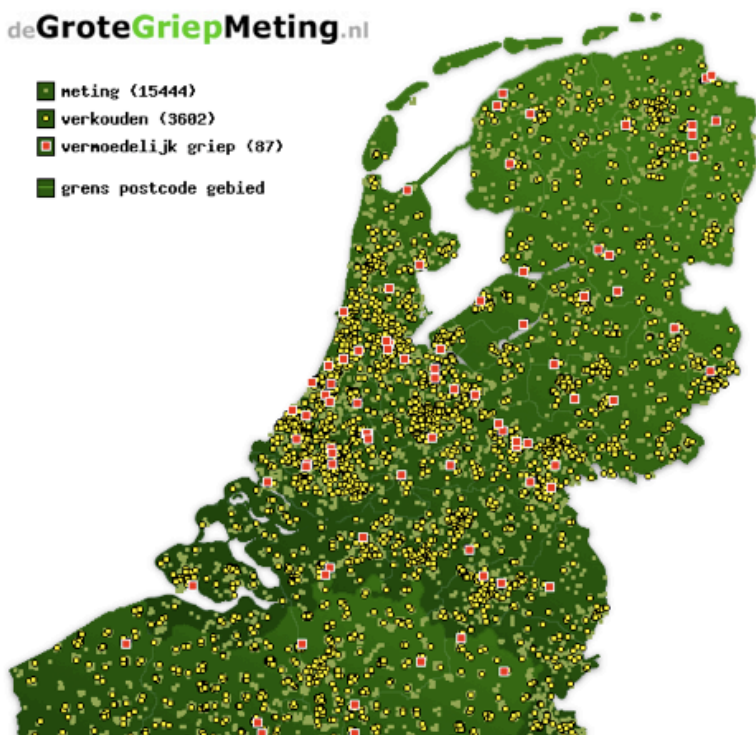 deGroteGriepMeting.nl
meting (15444)
verkouden (3602)
vermoedelijk griep (87)
grens postcode gebied